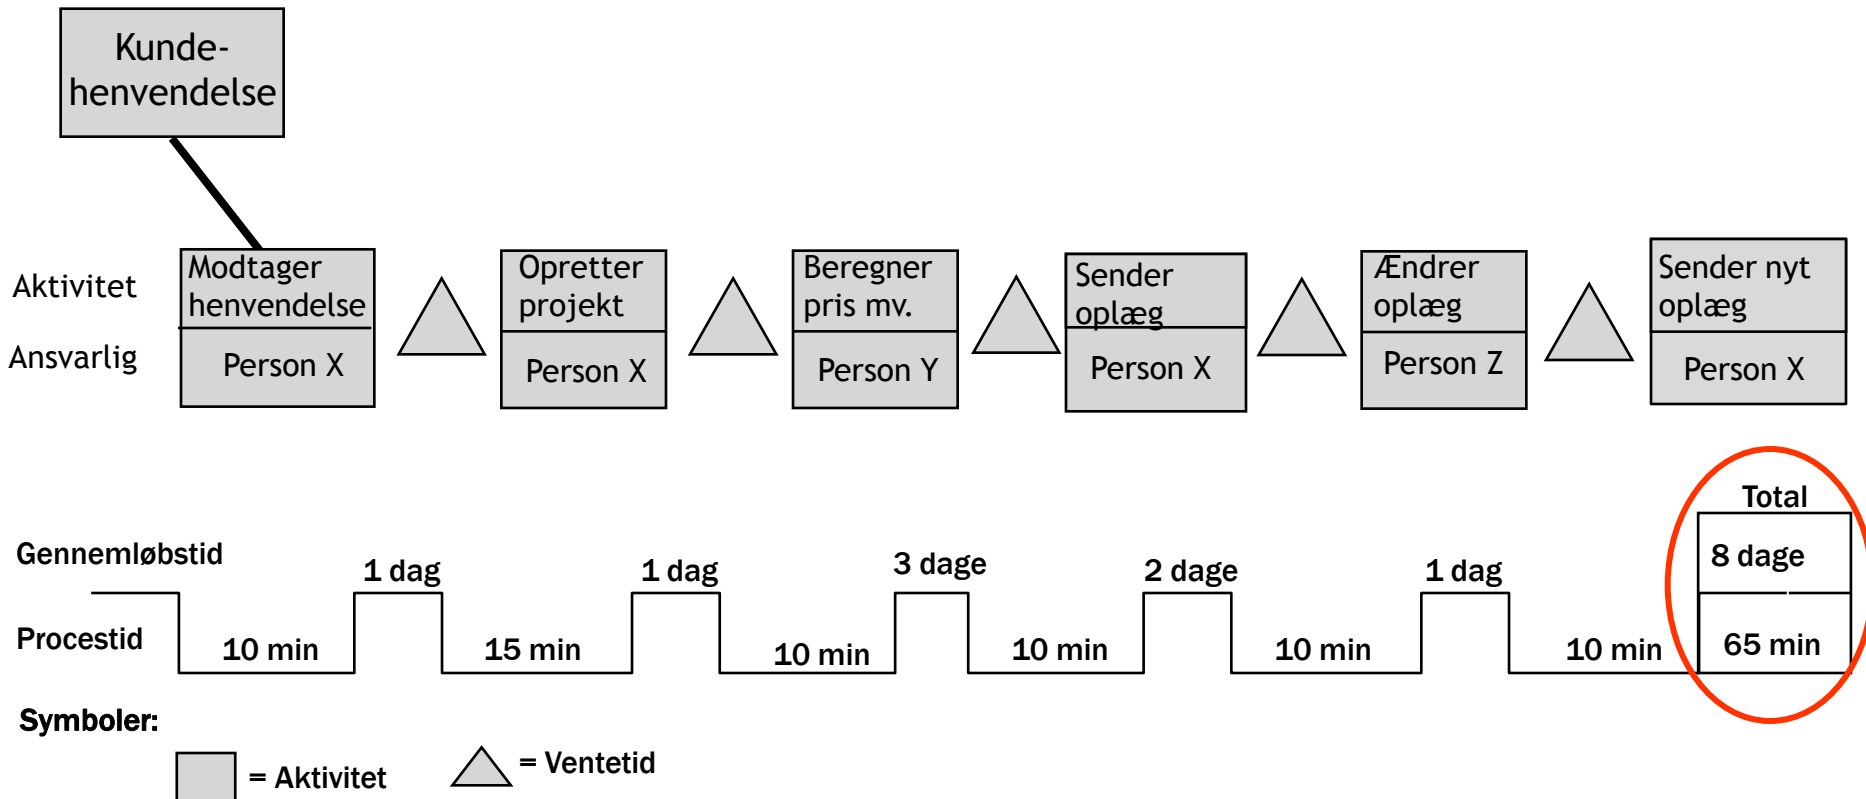 Kunde-
henvendelse
Aktivitet
Modtager
henvendelse
Opretter
projekt
Beregner
pris mv.
Sender
oplæg
Ændrer
oplæg
Sender nyt
oplæg
Ansvarlig
Person X
Person X
Person Y
Person X
Person Z
Person X
Total
Gennemløbstid
1 dag
1 dag
3 dage
2 dage
1 dag
8 dage
Procestid
10 min
15 min
10 min
10 min
10 min
10 min
65 min
Symboler:
= Aktivitet
= Ventetid